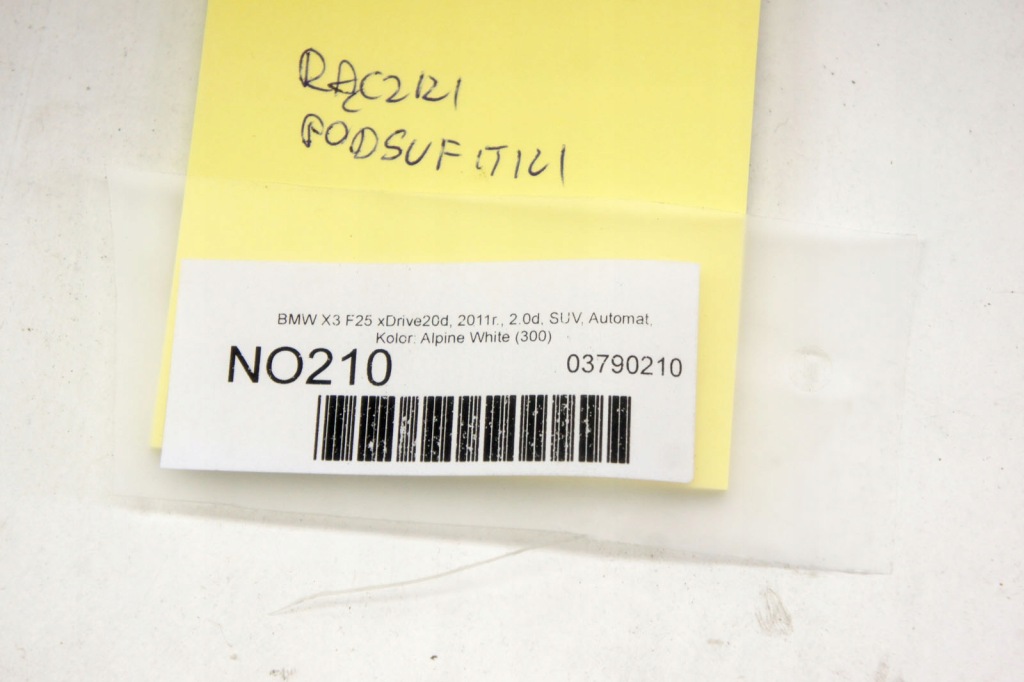 RĄCZKI
PODSUFITKI
BMW X3 F25 xDrive20d, 2011r., 2.0d, SUV, Automat,
Kolor: Alpine White (300)
NO210
03790210